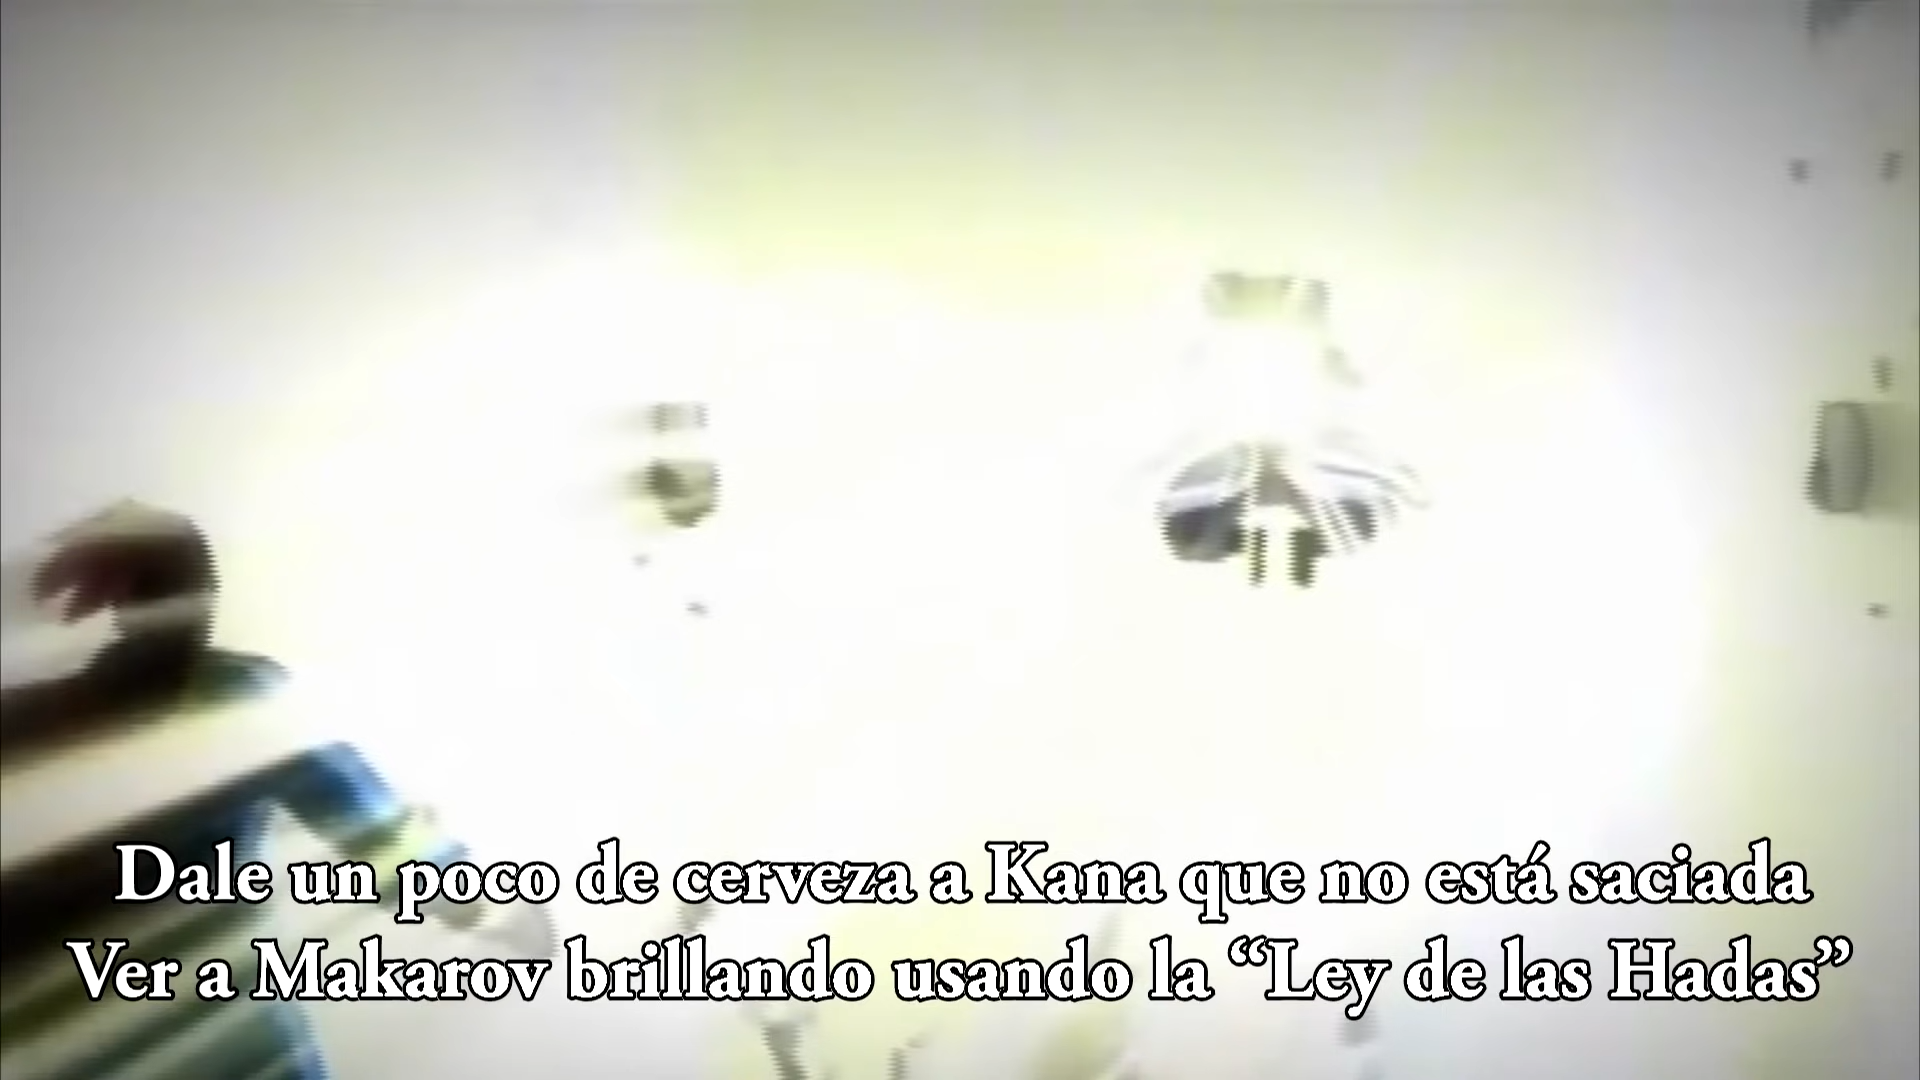 Dale un poco de cerveza a Kana que no está saciada
Ver a Makarov brillando usando la “Ley de las Hadas”